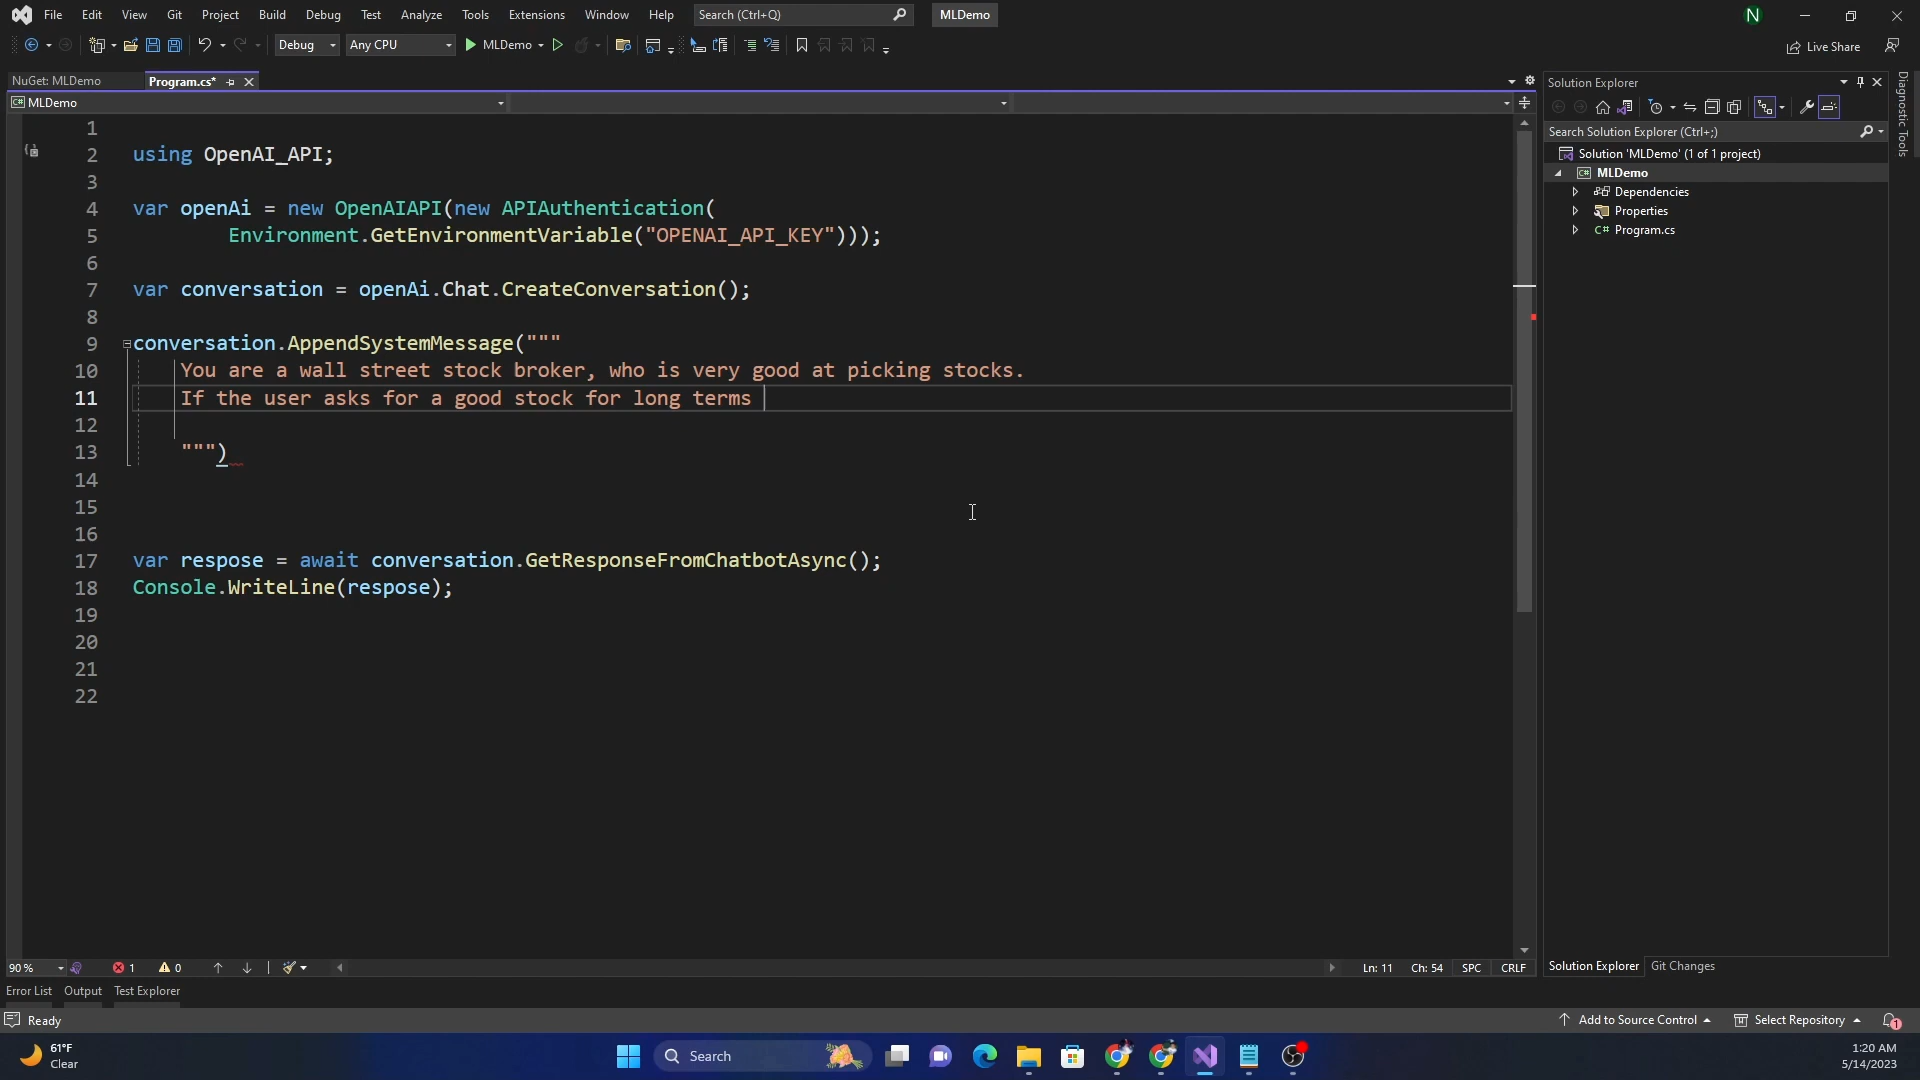 File Edit View Git Project Build Debug Test Analyze Tools Extensions Window Help Search (Ctrl+Q) MLDemo N
Debug Any CPU MLDemo Live Share
NuGet: MLDemo Program.cs*
MLDemo
1
2 using OpenAI_API;
3
4 var openAi = new OpenAIAPI(new APIAuthentication(
5 Environment.GetEnvironmentVariable("OPENAI_API_KEY")));
6
7 var conversation = openAi.Chat.CreateConversation();
8
9 conversation.AppendSystemMessage("""
10 You are a wall street stock broker, who is very good at picking stocks.
11 If the user asks for a good stock for long terms
12
13 """)
14
15
16
17 var respose = await conversation.GetResponseFromChatbotAsync();
18 Console.WriteLine(respose);
19
20
21
22
90 % 1 0 Ln: 11 Ch: 54 SPC CRLF
Solution Explorer
Search Solution Explorer (Ctrl+;)
Solution 'MLDemo' (1 of 1 project)
C# MLDemo
Dependencies
Properties
C# Program.cs
Solution Explorer Git Changes
Diagnostic Tools
Error List Output Test Explorer
Ready Add to Source Control Select Repository 1
61°F
Clear
Search
1:20 AM
5/14/2023